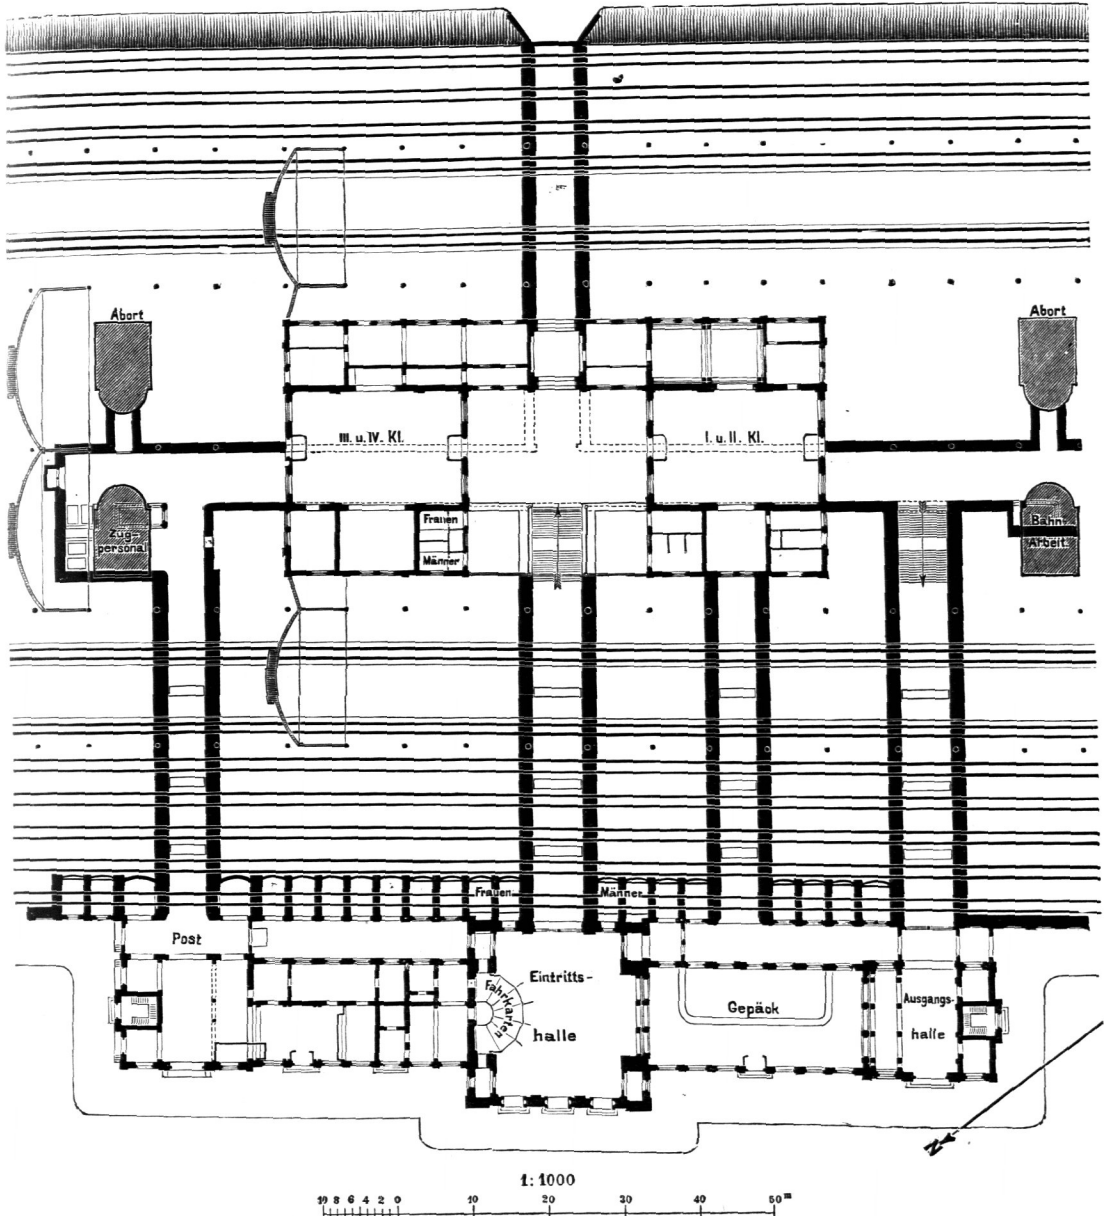 Abort
Abort
III. u. IV. Kl.
I. u. II. Kl.
Frauen
Männer
Zug-
personal
Bahn-
Arbeit.
Frauen
Männer
Post
Eintritts-
halle
Fahrkarten
Gepäck
Ausgangs-
halle
N
1:1000
10 8 6 4 2 0 10 20 30 40 50 m